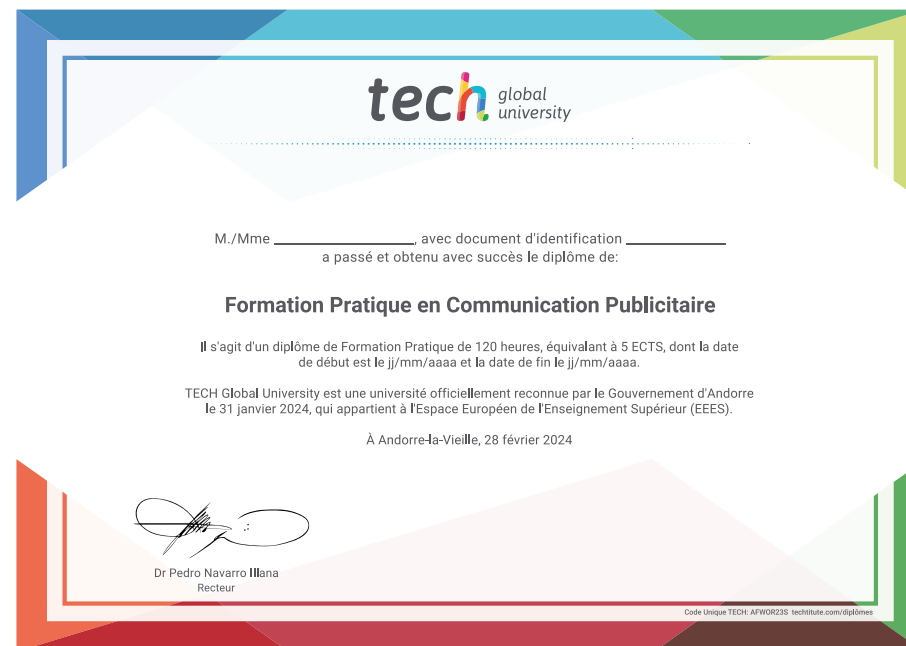 tech global university
M./Mme ____________________, avec document d'identification ______________
a passé et obtenu avec succès le diplôme de:
Formation Pratique en Communication Publicitaire
Il s'agit d'un diplôme de Formation Pratique de 120 heures, équivalant à 5 ECTS, dont la date
de début est le jj/mm/aaaa et la date de fin le jj/mm/aaaa.
TECH Global University est une université officiellement reconnue par le Gouvernement d'Andorre
le 31 janvier 2024, qui appartient à l'Espace Européen de l'Enseignement Supérieur (EEES).
À Andorre-la-Vieille, 28 février 2024
Dr Pedro Navarro Illana
Recteur
Code Unique TECH: AFWOR23S techtitute.com/diplômes